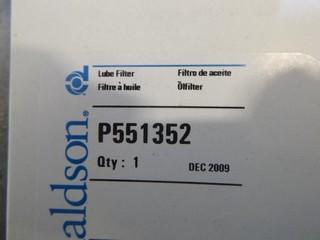 Lube Filter Filtro de aceite
Filtre à huile Ölfilter
P551352
Qty : 1 DEC 2009
aldson.